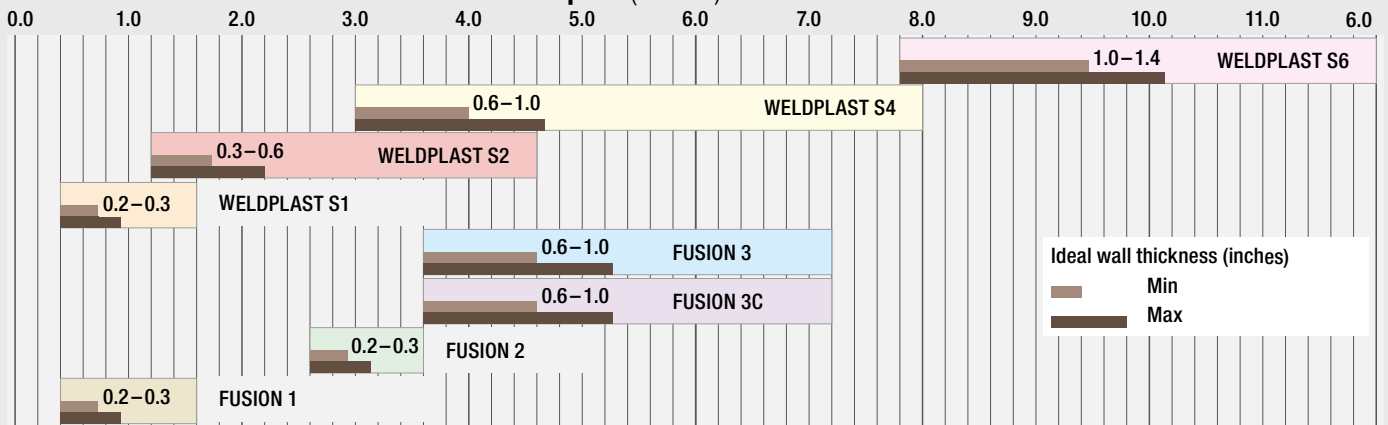 0.0 1.0 2.0 3.0 4.0 5.0 6.0 7.0 8.0 9.0 10.0 11.0 6.0
1.0–1.4 WELDPLAST S6
0.6–1.0 WELDPLAST S4
0.3–0.6 WELDPLAST S2
0.2–0.3 WELDPLAST S1
0.6–1.0 FUSION 3
Ideal wall thickness (inches)
Min
0.6–1.0 FUSION 3C
Max
0.2–0.3 FUSION 2
0.2–0.3 FUSION 1